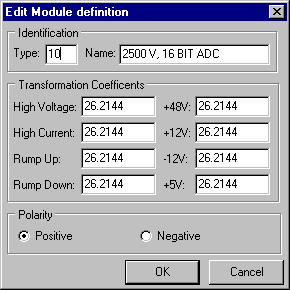 Edit Module definition
Identification
Type: 10 Name: 2500 V, 16 BIT ADC
Transformation Coefficents
High Voltage: 26.2144 +48V: 26.2144
High Current: 26.2144 +12V: 26.2144
Rump Up: 26.2144 -12V: 26.2144
Rump Down: 26.2144 +5V: 26.2144
Polarity
Positive Negative
OK Cancel